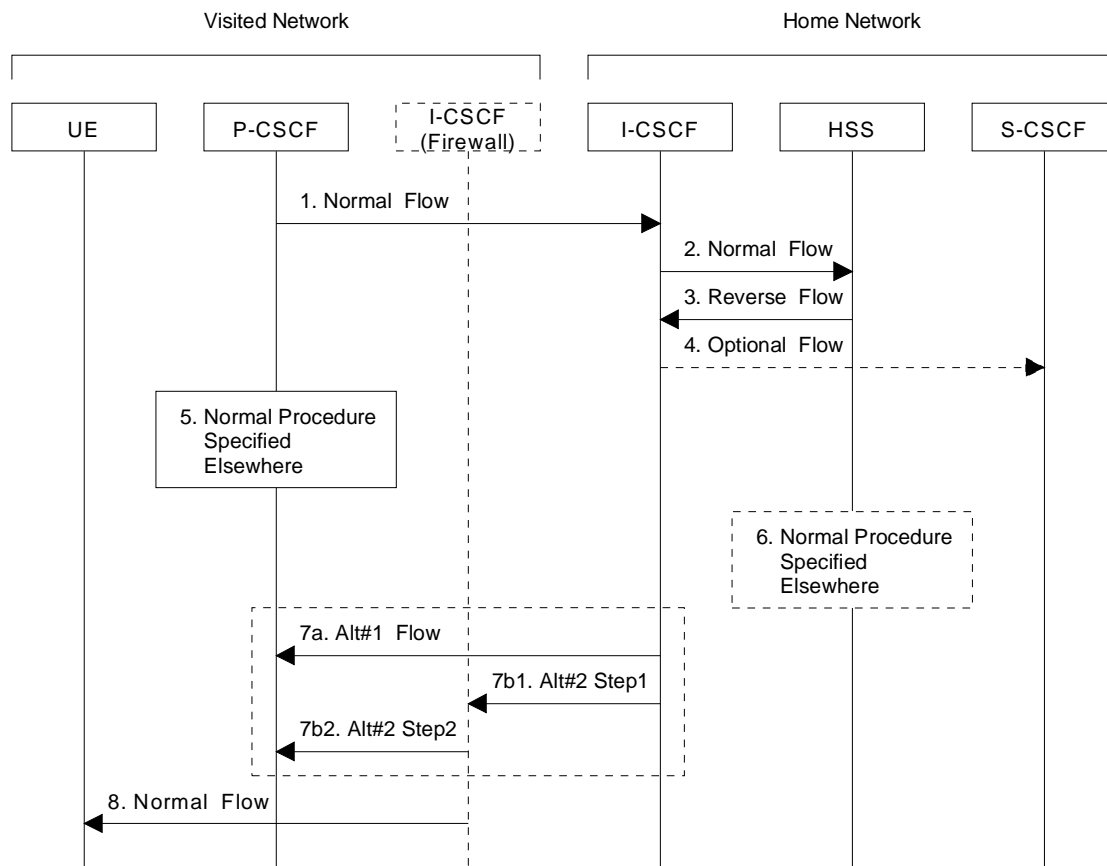 Visited Network
Home Network
UE
P-CSCF
I-CSCF
(Firewall)
I-CSCF
HSS
S-CSCF
1. Normal Flow
2. Normal Flow
3. Reverse Flow
4. Optional Flow
5. Normal Procedure
Specified
Elsewhere
6. Normal Procedure
Specified
Elsewhere
7a. Alt#1 Flow
7b1. Alt#2 Step1
7b2. Alt#2 Step2
8. Normal Flow